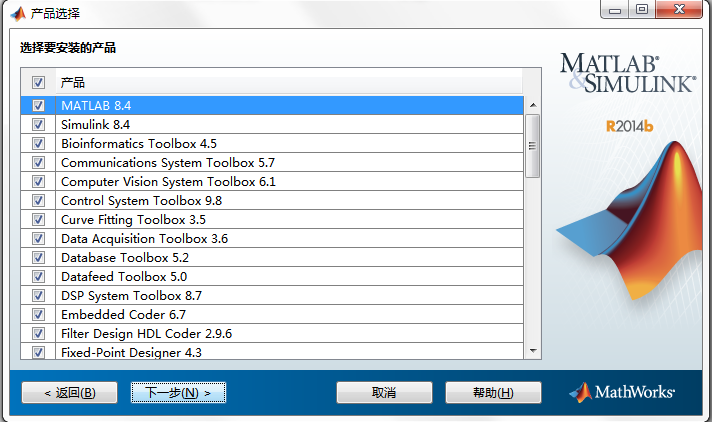 产品选择
选择要安装的产品
产品
MATLAB 8.4
Simulink 8.4
Bioinformatics Toolbox 4.5
Communications System Toolbox 5.7
Computer Vision System Toolbox 6.1
Control System Toolbox 9.8
Curve Fitting Toolbox 3.5
Data Acquisition Toolbox 3.6
Database Toolbox 5.2
Datafeed Toolbox 5.0
DSP System Toolbox 8.7
Embedded Coder 6.7
Filter Design HDL Coder 2.9.6
Fixed-Point Designer 4.3
MATLAB®
&SIMULINK®
R2014b
< 返回(B)
下一步(N) >
取消
帮助(H)
MathWorks®